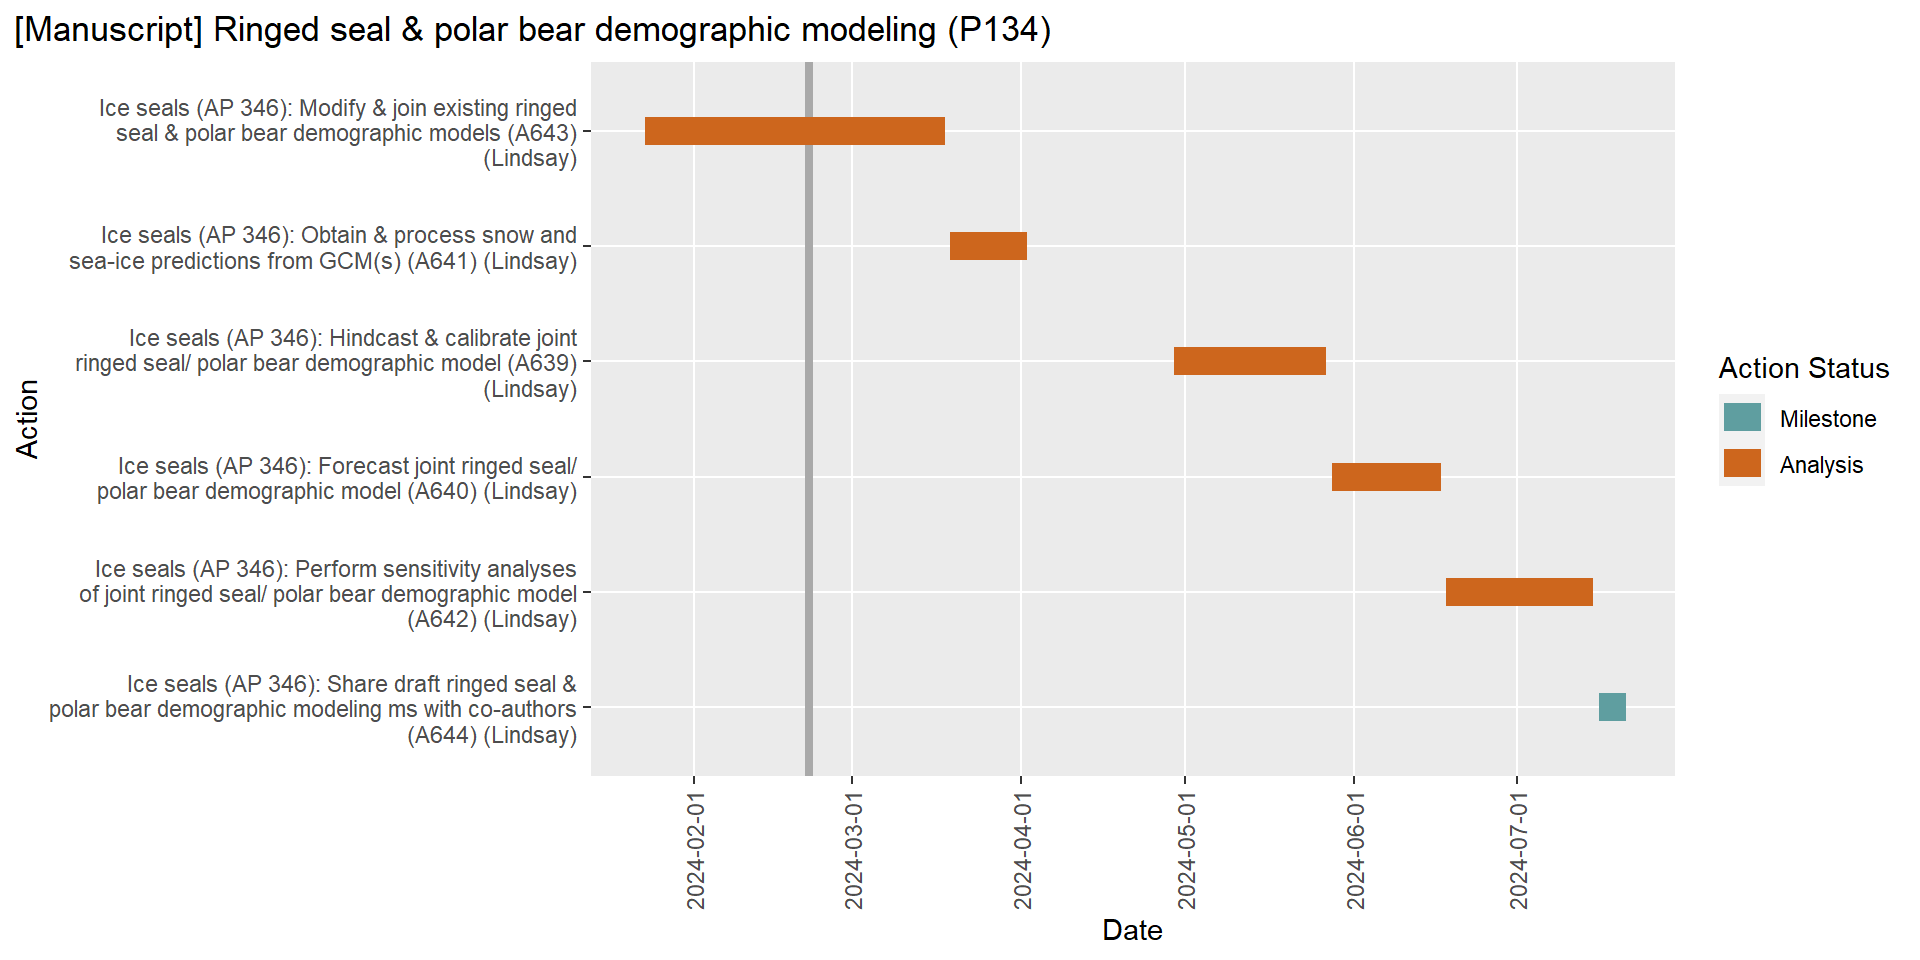 [Manuscript] Ringed seal & polar bear demographic modeling (P134)
Ice seals (AP 346): Modify & join existing ringed
seal & polar bear demographic models (A643)
(Lindsay)
Ice seals (AP 346): Obtain & process snow and
sea-ice predictions from GCM(s) (A641) (Lindsay)
Ice seals (AP 346): Hindcast & calibrate joint
ringed seal/ polar bear demographic model (A639)
(Lindsay)
Ice seals (AP 346): Forecast joint ringed seal/
polar bear demographic model (A640) (Lindsay)
Ice seals (AP 346): Perform sensitivity analyses
of joint ringed seal/ polar bear demographic model
(A642) (Lindsay)
Ice seals (AP 346): Share draft ringed seal &
polar bear demographic modeling ms with co-authors
(A644) (Lindsay)
Action
2024-02-01
2024-03-01
2024-04-01
2024-05-01
2024-06-01
2024-07-01
Date
Action Status
Milestone
Analysis